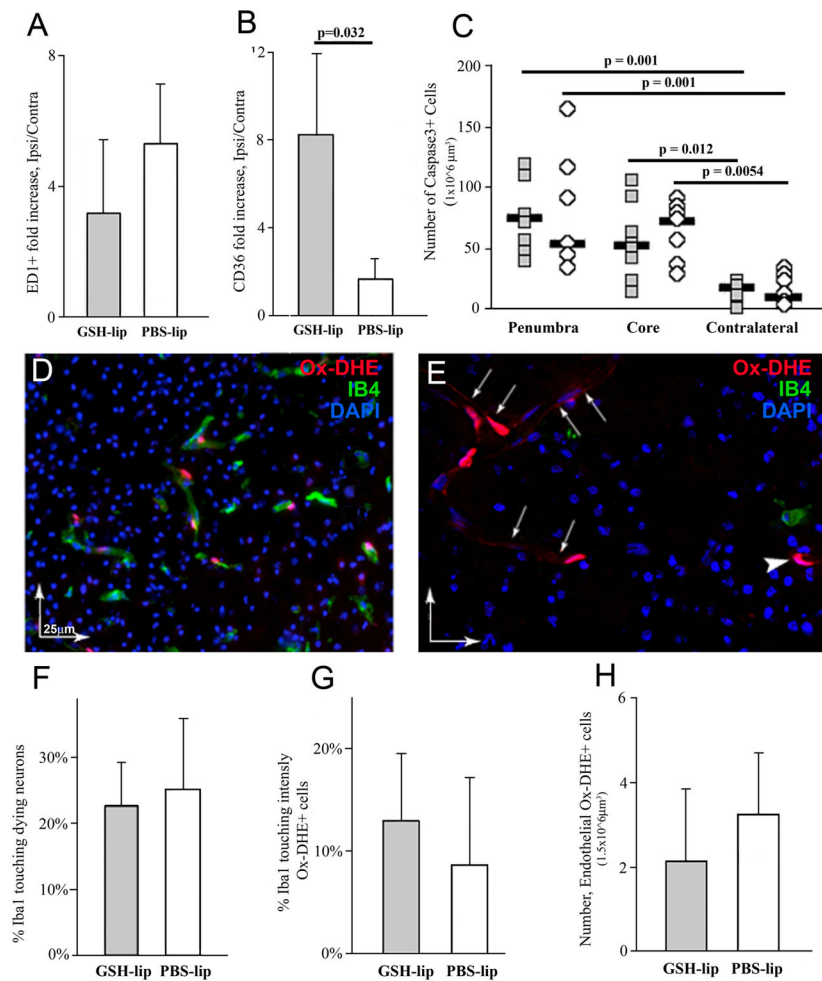 A
ED1+ fold increase, Ipsi/Contra
8
4
0
GSH-lip PBS-lip
B
p=0.032
CD36 fold increase, Ipsi/Contra
12
8
4
0
GSH-lip PBS-lip
C
Number of Caspase3+ Cells
(1x10^6 µm³)
200
150
100
50
0
p = 0.001
p = 0.001
p = 0.012
p = 0.0054
Penumbra Core Contralateral
D
Ox-DHE
IB4
DAPI
25µm
E
Ox-DHE
IB4
DAPI
F
% Iba1 touching dying neurons
30%
20%
10%
0%
GSH-lip PBS-lip
G
% Iba1 touching intensly
Ox-DHE+ cells
20%
10%
0%
GSH-lip PBS-lip
H
Number, Endothelial Ox-DHE+ cells
(1.5x10^6µm³)
6
4
2
0
GSH-lip PBS-lip